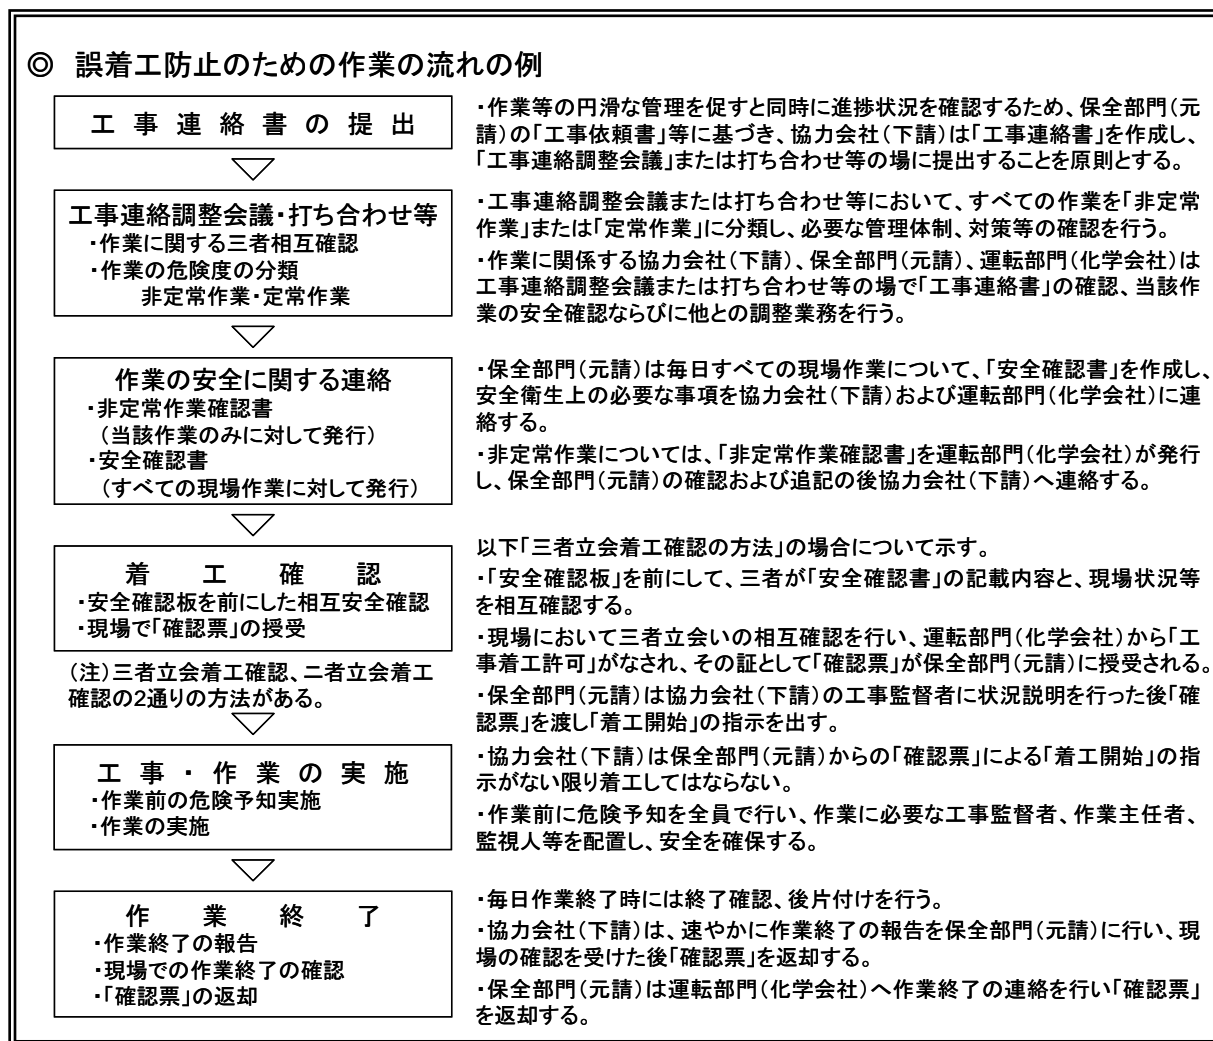 ◎ 誤着工防止のための作業の流れの例
工事連絡書の提出
・作業等の円滑な管理を促すと同時に進捗状況を確認するため、保全部門(元
請)の「工事依頼書」等に基づき、協力会社(下請)は「工事連絡書」を作成し、
「工事連絡調整会議」または打ち合わせ等の場に提出することを原則とする。
工事連絡調整会議・打ち合わせ等
・作業に関する三者相互確認
・作業の危険度の分類
非定常作業・定常作業
・工事連絡調整会議または打ち合わせ等において、すべての作業を「非定常
作業」または「定常作業」に分類し、必要な管理体制、対策等の確認を行う。
・作業に関係する協力会社(下請)、保全部門(元請)、運転部門(化学会社)は
工事連絡調整会議または打ち合わせ等の場で「工事連絡書」の確認、当該作
業の安全確認ならびに他との調整業務を行う。
作業の安全に関する連絡
・非定常作業確認書
(当該作業のみに対して発行)
・安全確認書
(すべての現場作業に対して発行)
・保全部門(元請)は毎日すべての現場作業について、「安全確認書」を作成し、
安全衛生上の必要な事項を協力会社(下請)および運転部門(化学会社)に連
絡する。
・非定常作業については、「非定常作業確認書」を運転部門(化学会社)が発行
し、保全部門(元請)の確認および追記の後協力会社(下請)へ連絡する。
着工確認
・安全確認板を前にした相互安全確認
・現場で「確認票」の授受
(注)三者立会着工確認、二者立会着工
確認の2通りの方法がある。
以下「三者立会着工確認の方法」の場合について示す。
・「安全確認板」を前にして、三者が「安全確認書」の記載内容と、現場状況等
を相互確認する。
・現場において三者立会いの相互確認を行い、運転部門(化学会社)から「工
事着工許可」がなされ、その証として「確認票」が保全部門(元請)に授受される。
・保全部門(元請)は協力会社(下請)の工事監督者に状況説明を行った後「確
認票」を渡し「着工開始」の指示を出す。
工事・作業の実施
・作業前の危険予知実施
・作業の実施
・協力会社(下請)は保全部門(元請)からの「確認票」による「着工開始」の指
示がない限り着工してはならない。
・作業前に危険予知を全員で行い、作業に必要な工事監督者、作業主任者、
監視人等を配置し、安全を確保する。
作業終了
・作業終了の報告
・現場での作業終了の確認
・「確認票」の返却
・毎日作業終了時には終了確認、後片付けを行う。
・協力会社(下請)は、速やかに作業終了の報告を保全部門(元請)に行い、現
場の確認を受けた後「確認票」を返却する。
・保全部門(元請)は運転部門(化学会社)へ作業終了の連絡を行い「確認票」
を返却する。